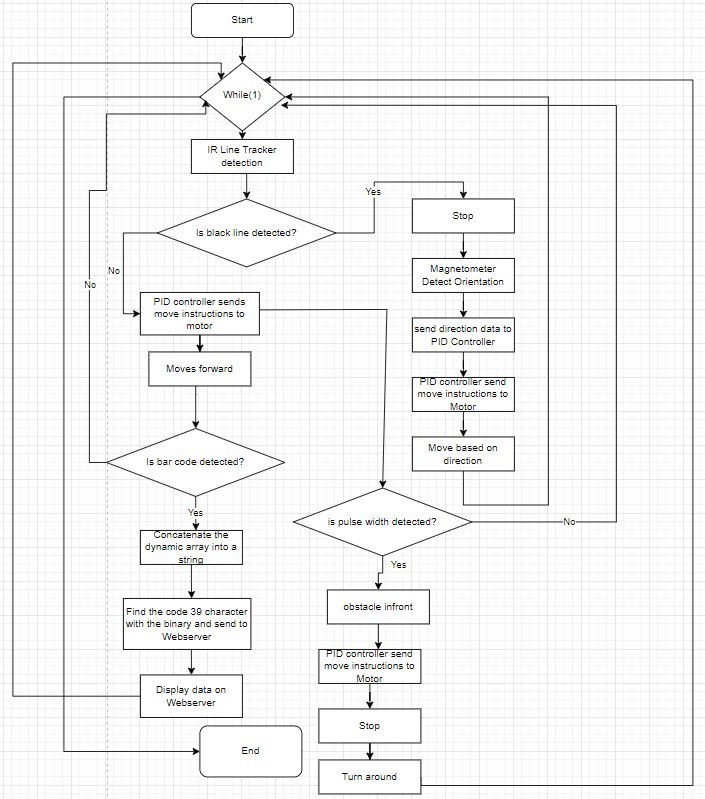 Start
While(1)
IR Line Tracker
detection
Yes
Is black line detected?
Stop
No
No
Magnetometer
Detect Orientation
PID controller sends
move instructions to
motor
send direction data to
PID Controller
Moves forward
PID controller send
move instructions to
Motor
Is bar code detected?
Move based on
direction
Yes
is pulse width detected?
No
Concatenate the
dynamic array into a
string
Yes
Find the code 39 character
with the binary and send to
Webserver
obstacle infront
PID controller send
move instructions to
Motor
Display data on
Webserver
Stop
End
Turn around